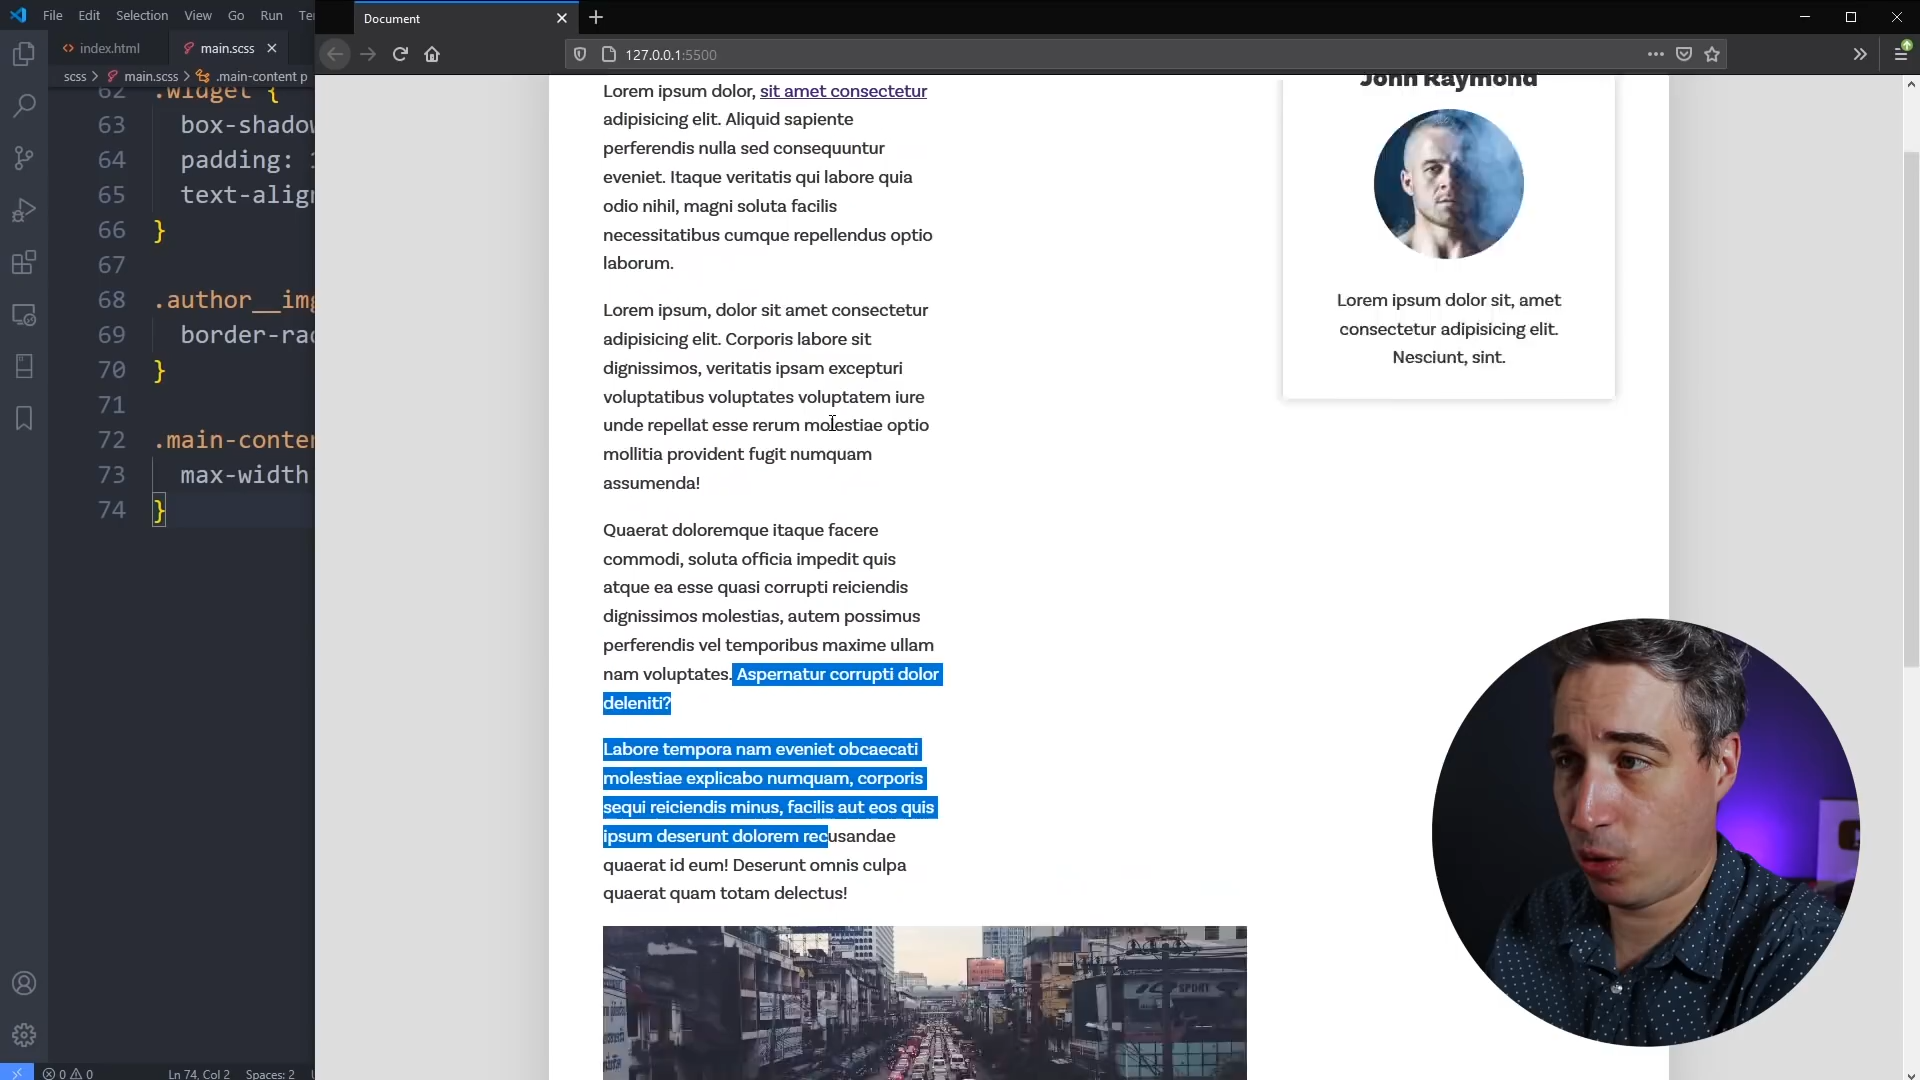 File Edit Selection View Go Run Te
index.html
main.scss
scss > main.scss > .main-content p
62 .widget {
63 box-shadow
64 padding: 1
65 text-align
66 }
67
68 .author__img
69 border-rad
70 }
71
72 .main-conten
73 max-width
74 }
0 0 Ln 74, Col 2 Spaces: 2
Document
127.0.0.1:5500
Lorem ipsum dolor, sit amet consectetur
adipisicing elit. Aliquid sapiente
perferendis nulla sed consequuntur
eveniet. Itaque veritatis qui labore quia
odio nihil, magni soluta facilis
necessitatibus cumque repellendus optio
laborum.
Lorem ipsum, dolor sit amet consectetur
adipisicing elit. Corporis labore sit
dignissimos, veritatis ipsam excepturi
voluptatibus voluptates voluptatem iure
unde repellat esse rerum molestiae optio
mollitia provident fugit numquam
assumenda!
Quaerat doloremque itaque facere
commodi, soluta officia impedit quis
atque ea esse quasi corrupti reiciendis
dignissimos molestias, autem possimus
perferendis vel temporibus maxime ullam
nam voluptates. Aspernatur corrupti dolor
deleniti?
Labore tempora nam eveniet obcaecati
molestiae explicabo numquam, corporis
sequi reiciendis minus, facilis aut eos quis
ipsum deserunt dolorem recusandae
quaerat id eum! Deserunt omnis culpa
quaerat quam totam delectus!
SPORT
John Raymond
Lorem ipsum dolor sit, amet
consectetur adipisicing elit.
Nesciunt, sint.